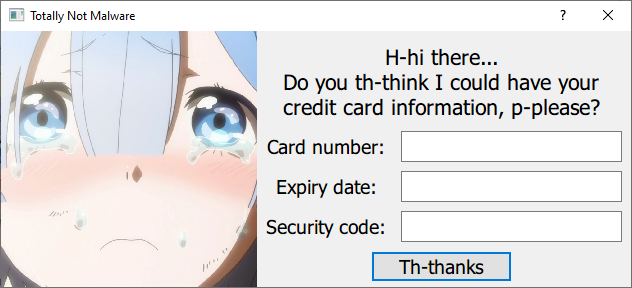 Totally Not Malware
H-hi there...
Do you th-think I could have your
credit card information, p-please?
Card number:
Expiry date:
Security code:
Th-thanks